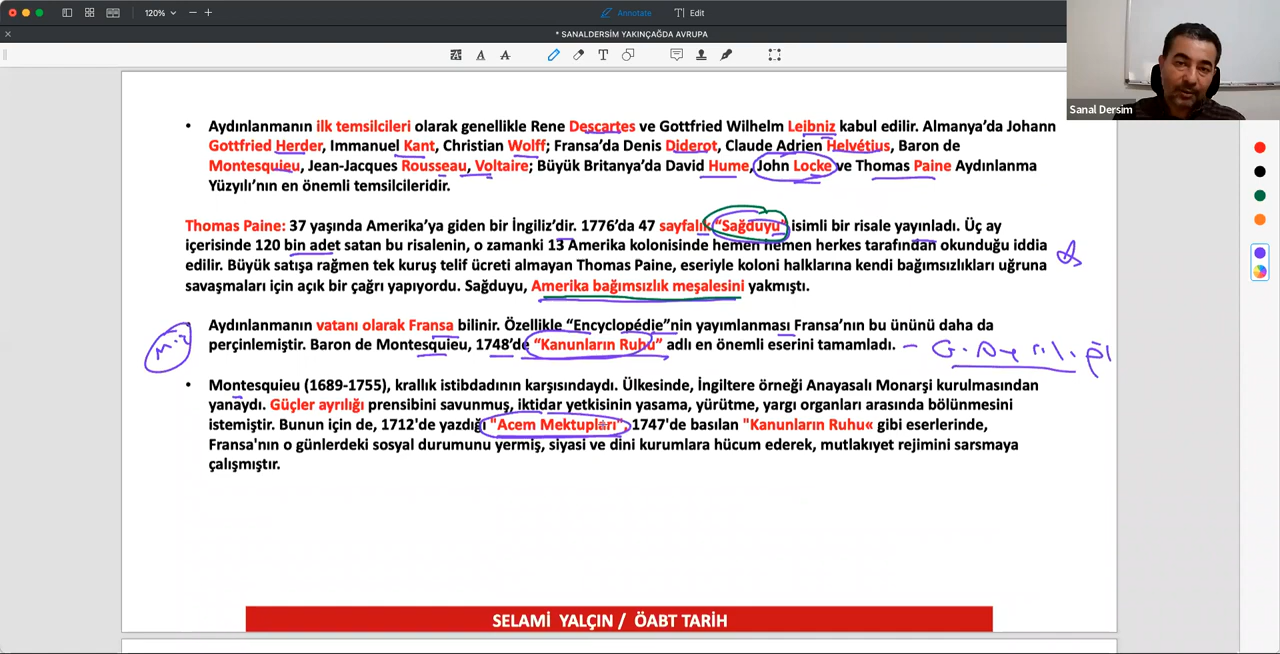 120%
Annotate
Edit
* SANALDERSİM YAKINÇAĞDA AVRUPA
Sanal Dersim
• Aydınlanmanın ilk temsilcileri olarak genellikle Rene Descartes ve Gottfried Wilhelm Leibniz kabul edilir. Almanya’da Johann
Gottfried Herder, Immanuel Kant, Christian Wolff; Fransa’da Denis Diderot, Claude Adrien Helvétius, Baron de
Montesquieu, Jean-Jacques Rousseau, Voltaire; Büyük Britanya’da David Hume, John Locke ve Thomas Paine Aydınlanma
Yüzyılı’nın en önemli temsilcileridir.
Thomas Paine: 37 yaşında Amerika’ya giden bir İngiliz’dir. 1776’da 47 sayfalık “Sağduyu” isimli bir risale yayınladı. Üç ay
içerisinde 120 bin adet satan bu risalenin, o zamanki 13 Amerika kolonisinde hemen hemen herkes tarafından okunduğu iddia
edilir. Büyük satışa rağmen tek kuruş telif ücreti almayan Thomas Paine, eseriyle koloni halklarına kendi bağımsızlıkları uğruna
savaşmaları için açık bir çağrı yapıyordu. Sağduyu, Amerika bağımsızlık meşalesini yakmıştı.
• Aydınlanmanın vatanı olarak Fransa bilinir. Özellikle “Encyclopédie”nin yayımlanması Fransa’nın bu ününü daha da
perçinlemiştir. Baron de Montesquieu, 1748’de “Kanunların Ruhu” adlı en önemli eserini tamamladı.
• Montesquieu (1689-1755), krallık istibdadının karşısındaydı. Ülkesinde, İngiltere örneği Anayasalı Monarşi kurulmasından
yanaydı. Güçler ayrılığı prensibini savunmuş, iktidar yetkisinin yasama, yürütme, yargı organları arasında bölünmesini
istemiştir. Bunun için de, 1712'de yazdığı "Acem Mektupları", 1747'de basılan "Kanunların Ruhu« gibi eserlerinde,
Fransa'nın o günlerdeki sosyal durumunu yermiş, siyasi ve dini kurumlara hücum ederek, mutlakıyet rejimini sarsmaya
çalışmıştır.
SELAMİ YALÇIN / ÖABT TARİH